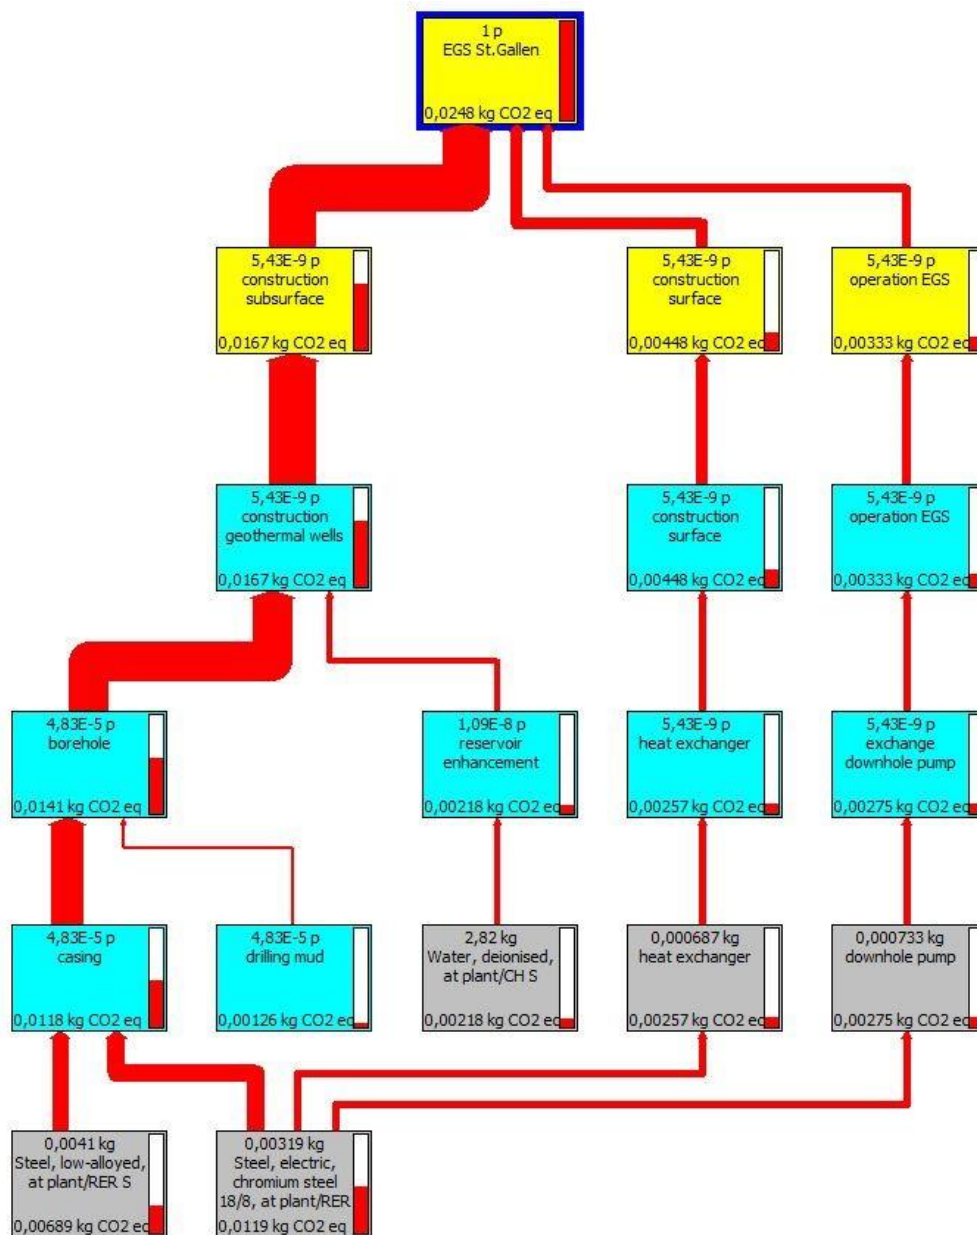 1 p
EGS St.Gallen
0,0248 kg CO2 eq
5,43E-9 p
construction
subsurface
0,0167 kg CO2 eq
5,43E-9 p
construction
surface
0,00448 kg CO2 eq
5,43E-9 p
operation EGS
0,00333 kg CO2 eq
5,43E-9 p
construction
geothermal wells
0,0167 kg CO2 eq
5,43E-9 p
construction
surface
0,00448 kg CO2 eq
5,43E-9 p
operation EGS
0,00333 kg CO2 eq
4,83E-5 p
borehole
0,0141 kg CO2 eq
1,09E-8 p
reservoir
enhancement
0,00218 kg CO2 eq
5,43E-9 p
heat exchanger
0,00257 kg CO2 eq
5,43E-9 p
exchange
downhole pump
0,00275 kg CO2 eq
4,83E-5 p
casing
0,0118 kg CO2 eq
4,83E-5 p
drilling mud
0,00126 kg CO2 eq
2,82 kg
Water, deionised,
at plant/CH S
0,00218 kg CO2 eq
0,000687 kg
heat exchanger
0,00257 kg CO2 eq
0,000733 kg
downhole pump
0,00275 kg CO2 eq
0,0041 kg
Steel, low-alloyed,
at plant/RER S
0,00689 kg CO2 eq
0,00319 kg
Steel, electric,
chromium steel
18/8, at plant/RER
0,0119 kg CO2 eq